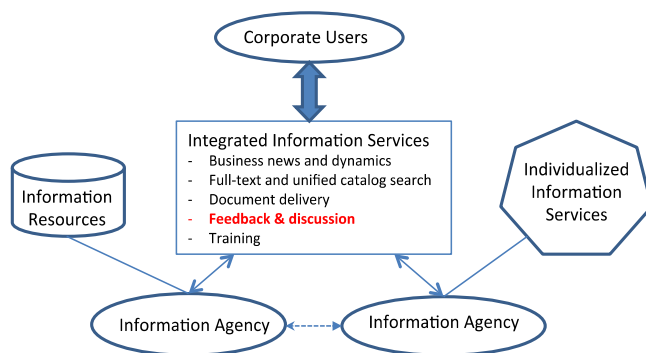 Corporate Users
Integrated Information Services
- Business news and dynamics
- Full-text and unified catalog search
- Document delivery
- Feedback & discussion
- Training
Information
Resources
Individualized
Information
Services
Information Agency
Information Agency